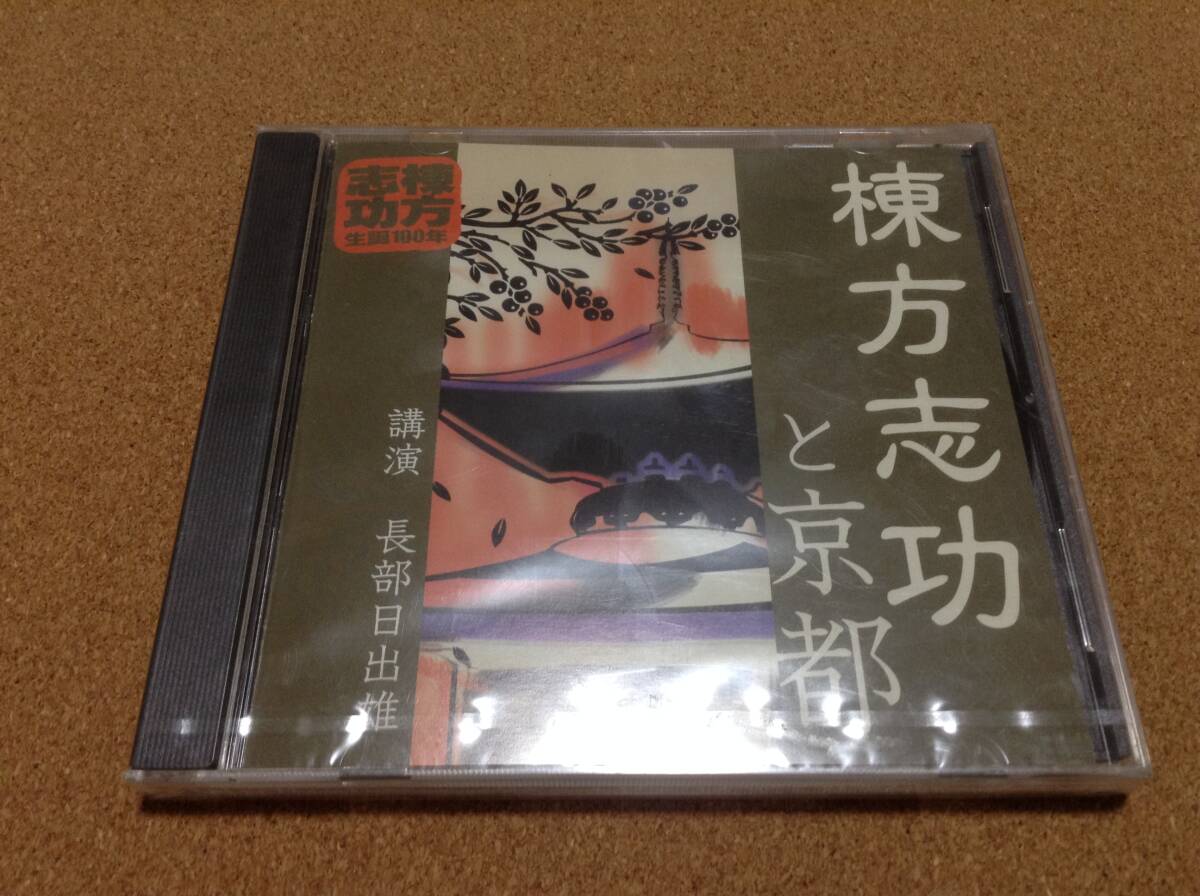 棟方志功
と京都
棟方
志功
生誕100年
講演 長部日出雄